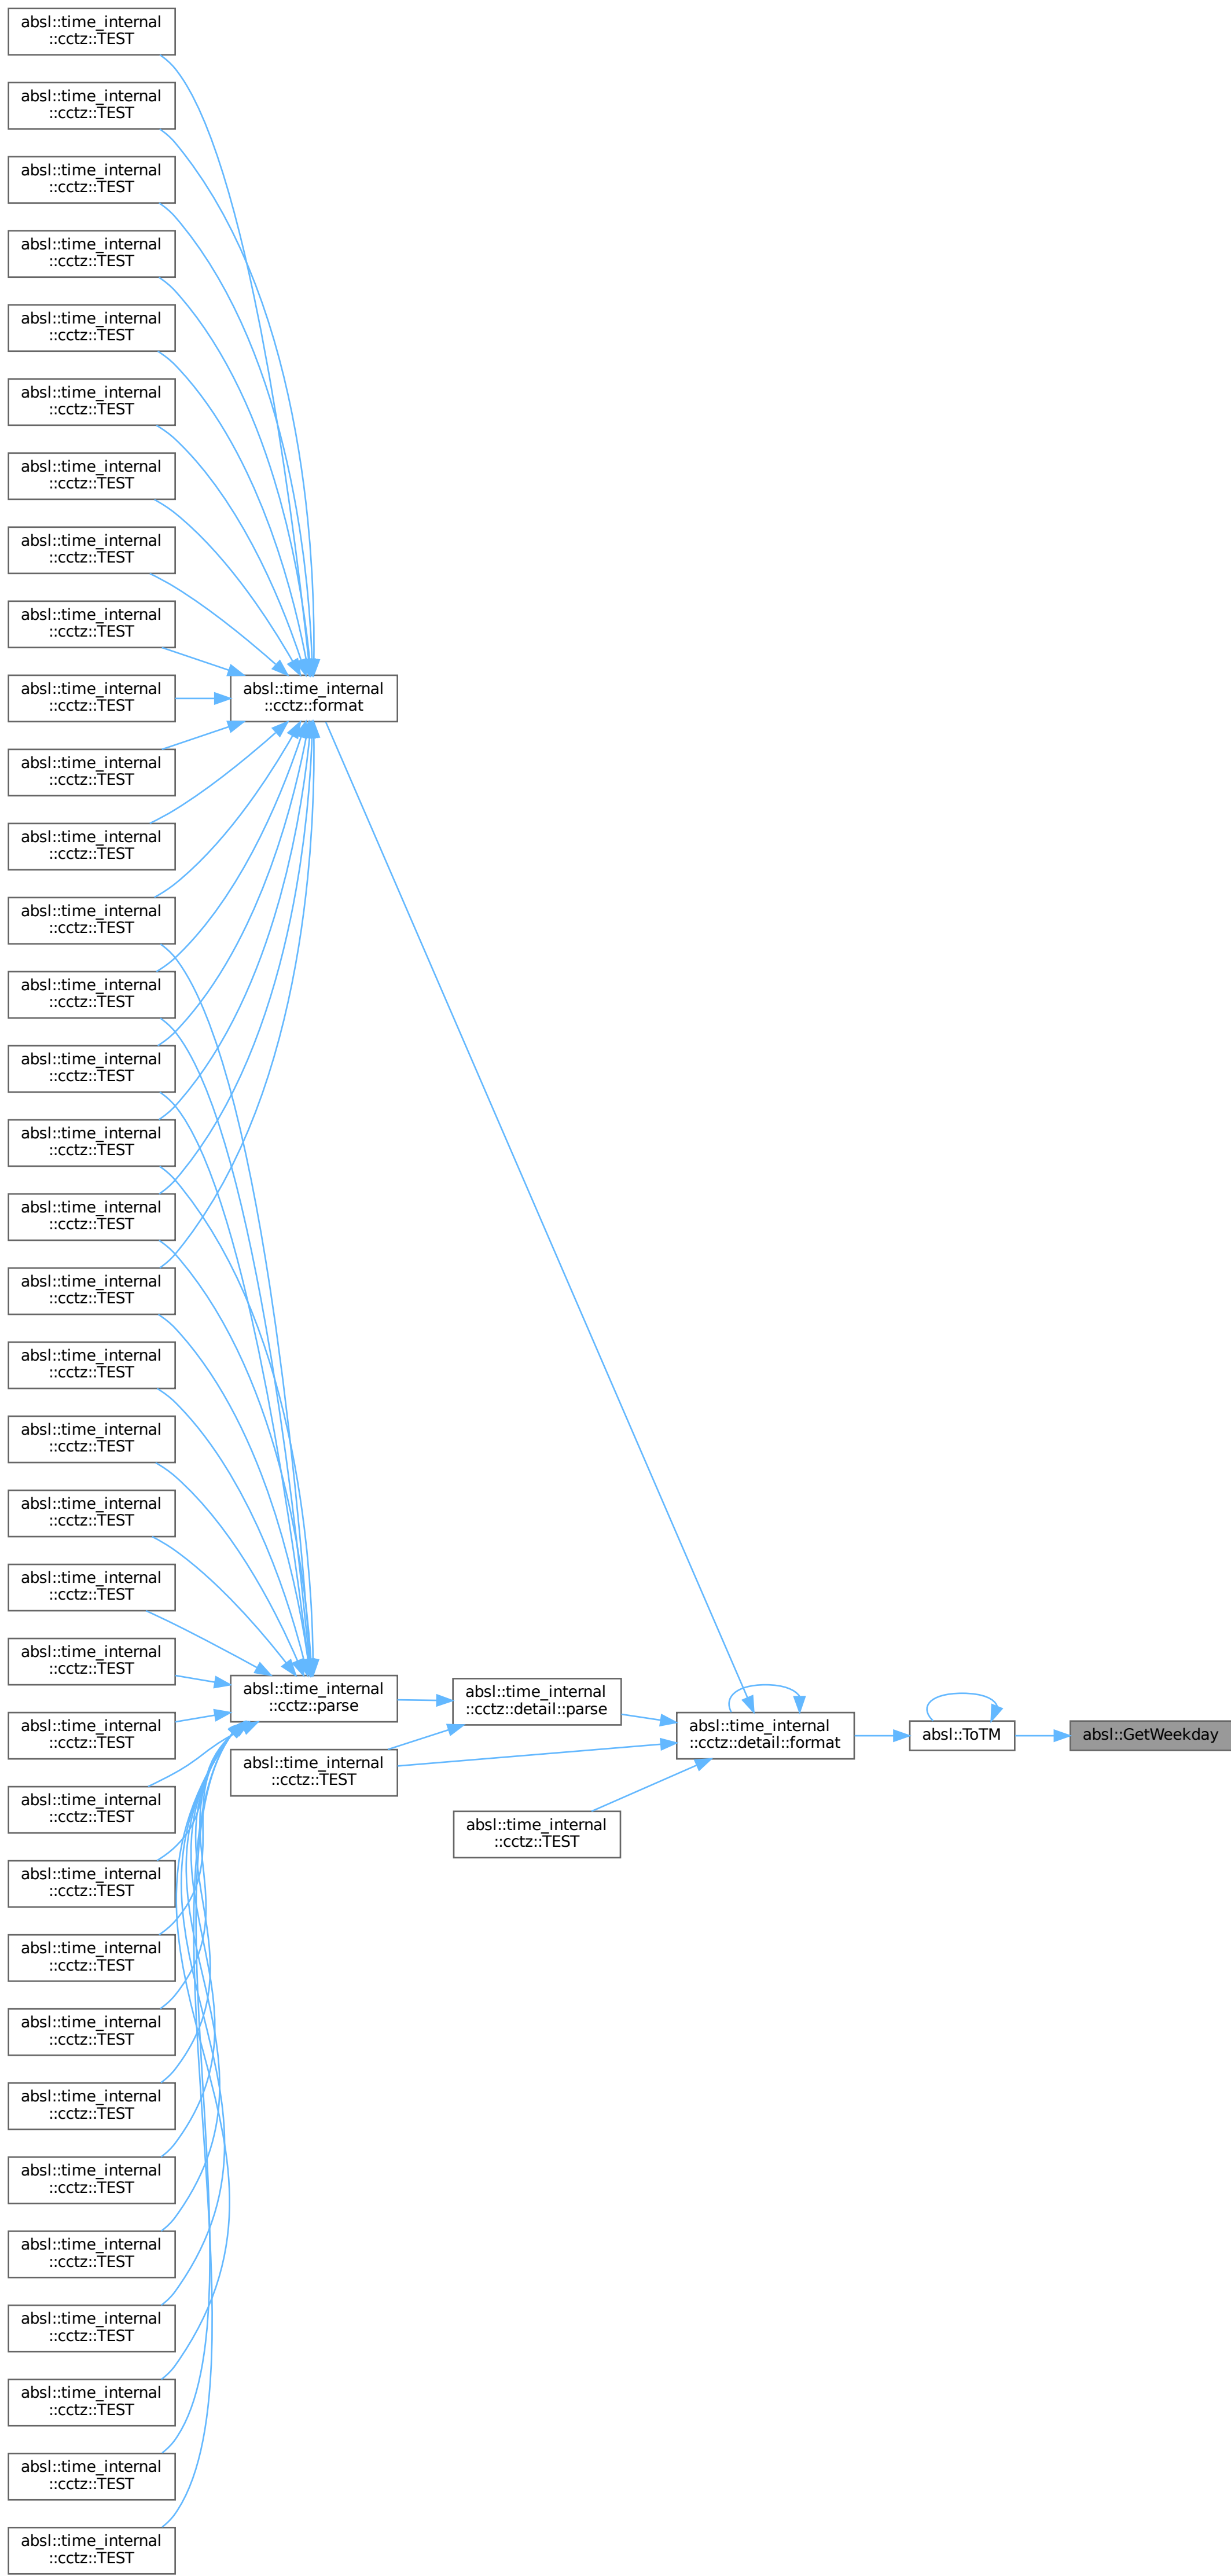 absl::time_internal
::cctz::TEST
absl::time_internal
::cctz::TEST
absl::time_internal
::cctz::TEST
absl::time_internal
::cctz::TEST
absl::time_internal
::cctz::TEST
absl::time_internal
::cctz::TEST
absl::time_internal
::cctz::TEST
absl::time_internal
::cctz::TEST
absl::time_internal
::cctz::TEST
absl::time_internal
::cctz::TEST
absl::time_internal
::cctz::TEST
absl::time_internal
::cctz::TEST
absl::time_internal
::cctz::TEST
absl::time_internal
::cctz::TEST
absl::time_internal
::cctz::TEST
absl::time_internal
::cctz::TEST
absl::time_internal
::cctz::TEST
absl::time_internal
::cctz::TEST
absl::time_internal
::cctz::TEST
absl::time_internal
::cctz::TEST
absl::time_internal
::cctz::TEST
absl::time_internal
::cctz::TEST
absl::time_internal
::cctz::TEST
absl::time_internal
::cctz::TEST
absl::time_internal
::cctz::TEST
absl::time_internal
::cctz::TEST
absl::time_internal
::cctz::TEST
absl::time_internal
::cctz::TEST
absl::time_internal
::cctz::TEST
absl::time_internal
::cctz::TEST
absl::time_internal
::cctz::TEST
absl::time_internal
::cctz::TEST
absl::time_internal
::cctz::TEST
absl::time_internal
::cctz::TEST
absl::time_internal
::cctz::TEST
absl::time_internal
::cctz::format
absl::time_internal
::cctz::parse
absl::time_internal
::cctz::TEST
absl::time_internal
::cctz::detail::parse
absl::time_internal
::cctz::TEST
absl::time_internal
::cctz::detail::format
absl::ToTM
absl::GetWeekday